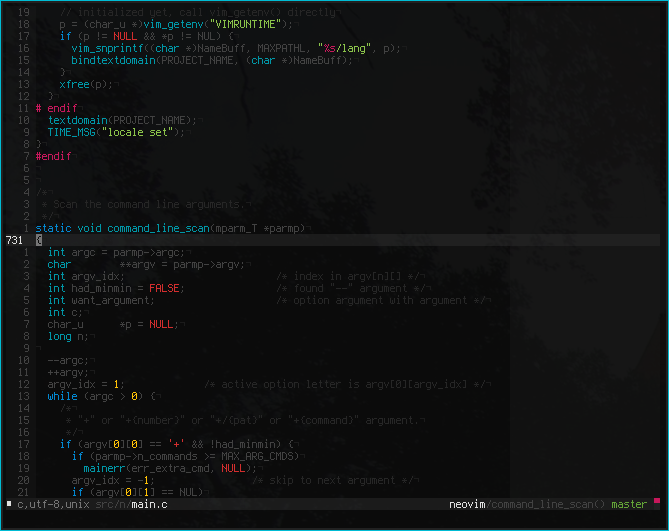 19 // initialized yet, call vim_getenv() directly
18 p = (char_u *)vim_getenv("VIMRUNTIME");
17 if (p != NULL && *p != NUL) {
16 vim_snprintf((char *)NameBuff, MAXPATHL, "%s/lang", p);
15 bindtextdomain(PROJECT_NAME, (char *)NameBuff);
14 }
13 xfree(p);
12 }
11 # endif
10 textdomain(PROJECT_NAME);
9 TIME_MSG("locale set");
8 }
7 #endif
6
5
4 /*
3 * Scan the command line arguments.
2 */
1 static void command_line_scan(mparm_T *parmp)
731 {
1 int argc = parmp->argc;
2 char **argv = parmp->argv;
3 int argv_idx; /* index in argv[n][] */
4 int had_minmin = FALSE; /* found "--" argument */
5 int want_argument; /* option argument with argument */
6 int c;
7 char_u *p = NULL;
8 long n;
9
10 --argc;
11 ++argv;
12 argv_idx = 1; /* active option letter is argv[0][argv_idx] */
13 while (argc > 0) {
14 /*
15 * "+" or "+{number}" or "+/{pat}" or "+{command}" argument.
16 */
17 if (argv[0][0] == '+' && !had_minmin) {
18 if (parmp->n_commands >= MAX_ARG_CMDS)
19 mainerr(err_extra_cmd, NULL);
20 argv_idx = -1; /* skip to next argument */
21 if (argv[0][1] == NUL)
c,utf-8,unix src/n/main.c neovim/command_line_scan() master